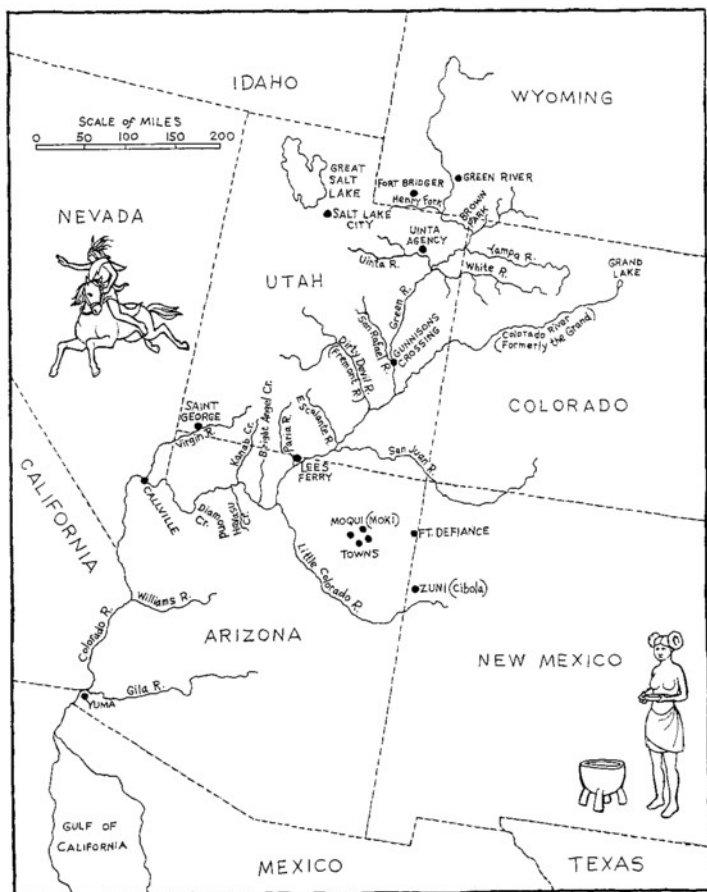 IDAHO
WYOMING
SCALE of MILES
0 50 100 150 200
GREAT
SALT
LAKE
SALT LAKE
CITY
FORT BRIDGER
Henry Fork
GREEN RIVER
BROWN
PARK
NEVADA
UINTA
AGENCY
Uinta R.
Yampa R.
White R.
GRAND
LAKE
UTAH
Green R.
San Rafael R.
GUNNISONS
CROSSING
Colorado River
(Formerly the Grand)
Dirty Devil R.
(Fremont R.)
COLORADO
SAINT
GEORGE
Virgin R.
Kanab Cr.
Bright Angel Cr.
Paria R.
Escalante R.
LEES
FERRY
San Juan R.
CALIFORNIA
CALLVILLE
Diamond
Cr.
Havasu
Cr.
MOQUI (MOKI)
TOWNS
FT. DEFIANCE
Little Colorado R.
ZUNI (Cibola)
Williams R.
Colorado R.
ARIZONA
NEW MEXICO
Gila R.
YUMA
GULF OF
CALIFORNIA
MEXICO
TEXAS